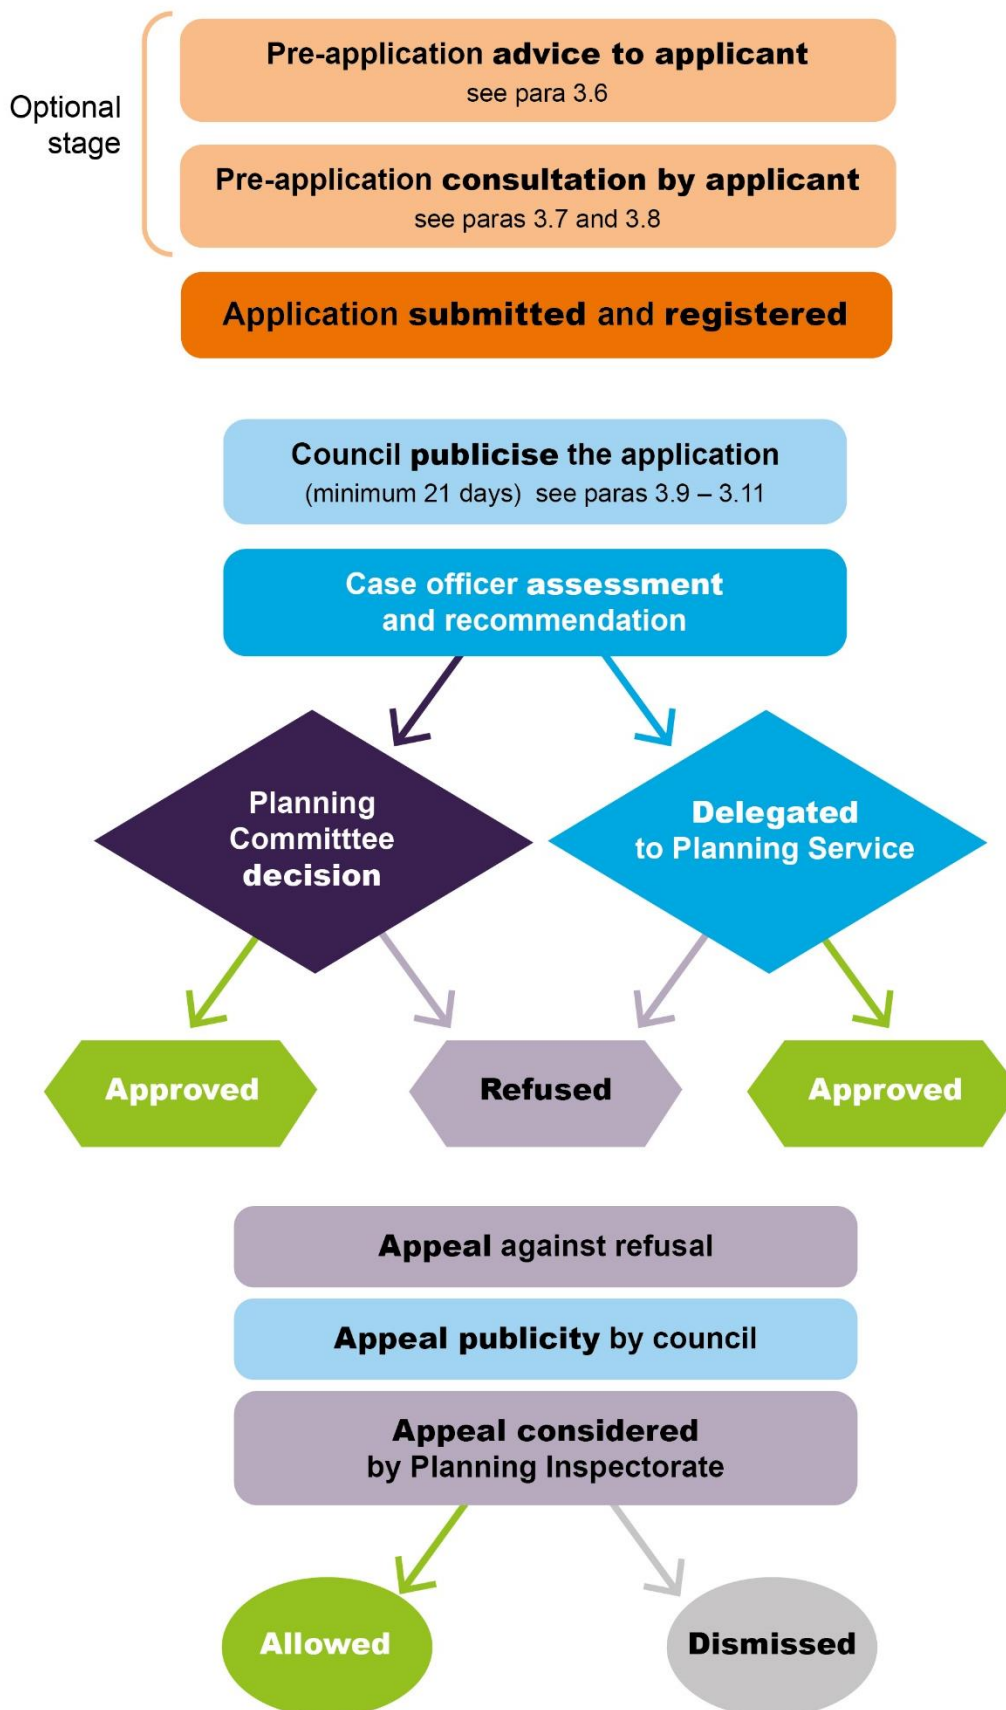 Optional
stage
Pre-application advice to applicant
see para 3.6
Pre-application consultation by applicant
see paras 3.7 and 3.8
Application submitted and registered
Council publicise the application
(minimum 21 days)  see paras 3.9 – 3.11
Case officer assessment
and recommendation
Planning
Committtee
decision
Delegated
to Planning Service
Approved
Refused
Approved
Appeal against refusal
Appeal publicity by council
Appeal considered
by Planning Inspectorate
Allowed
Dismissed